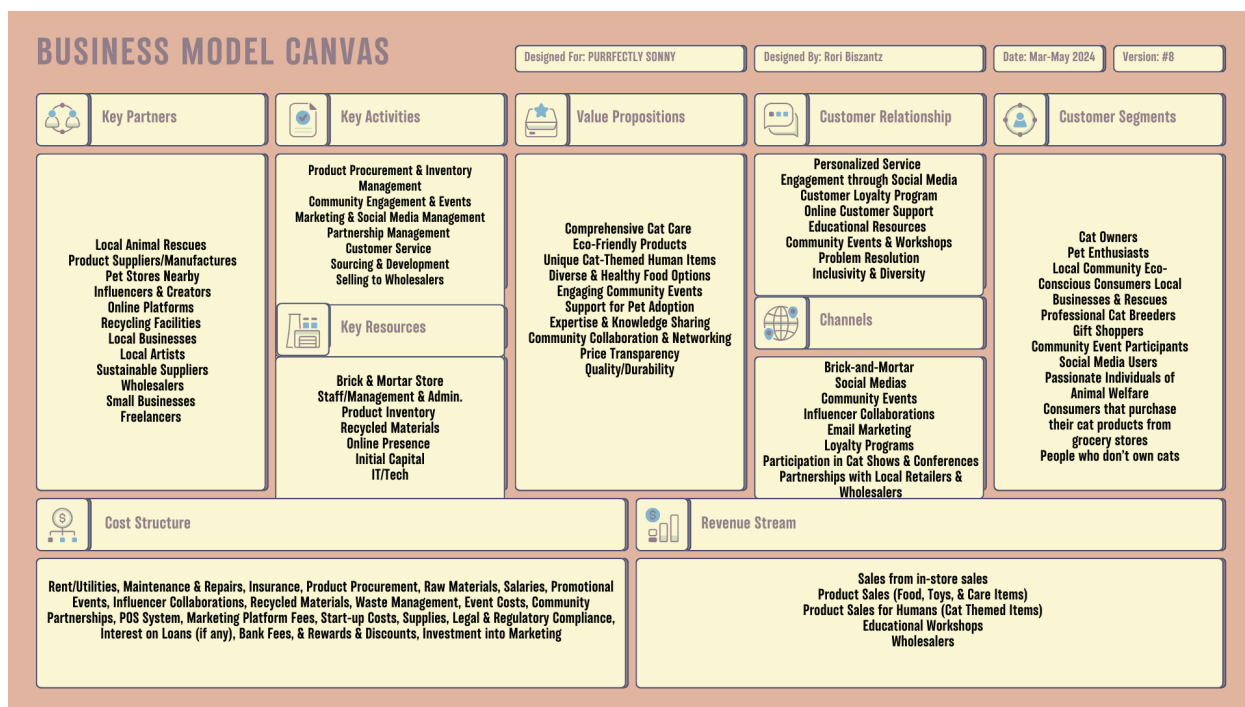 BUSINESS MODEL CANVAS
Designed For: PURRFECTLY SONNY
Designed By: Rori Biszantz
Date: Mar-May 2024
Version: #8
Key Partners
Local Animal Rescues
Product Suppliers/Manufactures
Pet Stores Nearby
Influencers & Creators
Online Platforms
Recycling Facilities
Local Businesses
Local Artists
Sustainable Suppliers
Wholesalers
Small Businesses
Freelancers
Key Activities
Product Procurement & Inventory
Management
Community Engagement & Events
Marketing & Social Media Management
Partnership Management
Customer Service
Sourcing & Development
Selling to Wholesalers
Key Resources
Brick & Mortar Store
Staff/Management & Admin.
Product Inventory
Recycled Materials
Online Presence
Initial Capital
IT/Tech
Value Propositions
Comprehensive Cat Care
Eco-Friendly Products
Unique Cat-Themed Human Items
Diverse & Healthy Food Options
Engaging Community Events
Support for Pet Adoption
Expertise & Knowledge Sharing
Community Collaboration & Networking
Price Transparency
Quality/Durability
Customer Relationship
Personalized Service
Engagement through Social Media
Customer Loyalty Program
Online Customer Support
Educational Resources
Community Events & Workshops
Problem Resolution
Inclusivity & Diversity
Channels
Brick-and-Mortar
Social Medias
Community Events
Influencer Collaborations
Email Marketing
Loyalty Programs
Participation in Cat Shows & Conferences
Partnerships with Local Retailers &
Wholesalers
Customer Segments
Cat Owners
Pet Enthusiasts
Local Community Eco-
Conscious Consumers Local
Businesses & Rescues
Professional Cat Breeders
Gift Shoppers
Community Event Participants
Social Media Users
Passionate Individuals of
Animal Welfare
Consumers that purchase
their cat products from
grocery stores
People who don't own cats
$
Cost Structure
Rent/Utilities, Maintenance & Repairs, Insurance, Product Procurement, Raw Materials, Salaries, Promotional
Events, Influencer Collaborations, Recycled Materials, Waste Management, Event Costs, Community
Partnerships, POS System, Marketing Platform Fees, Start-up Costs, Supplies, Legal & Regulatory Compliance,
Interest on Loans (if any), Bank Fees, & Rewards & Discounts, Investment into Marketing
$
Revenue Stream
Sales from in-store sales
Product Sales (Food, Toys, & Care Items)
Product Sales for Humans (Cat Themed Items)
Educational Workshops
Wholesalers